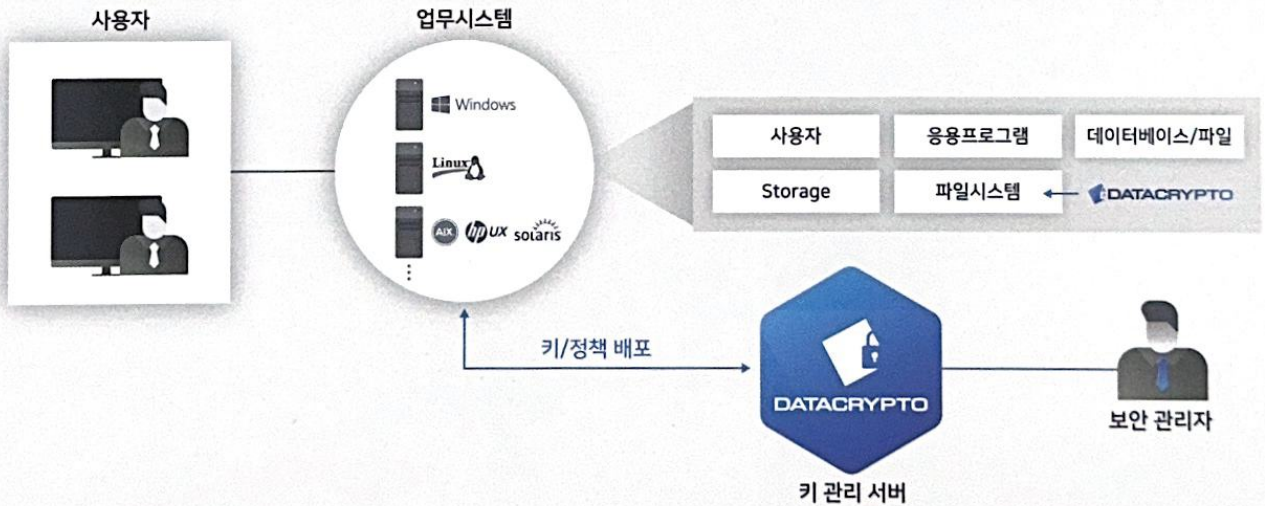 사용자
업무시스템
Windows
Linux
AIX hp UX solaris
사용자 응용프로그램 데이터베이스/파일
Storage 파일시스템 DATACRYPTO
키/정책 배포
DATACRYPTO
보안 관리자
키 관리 서버